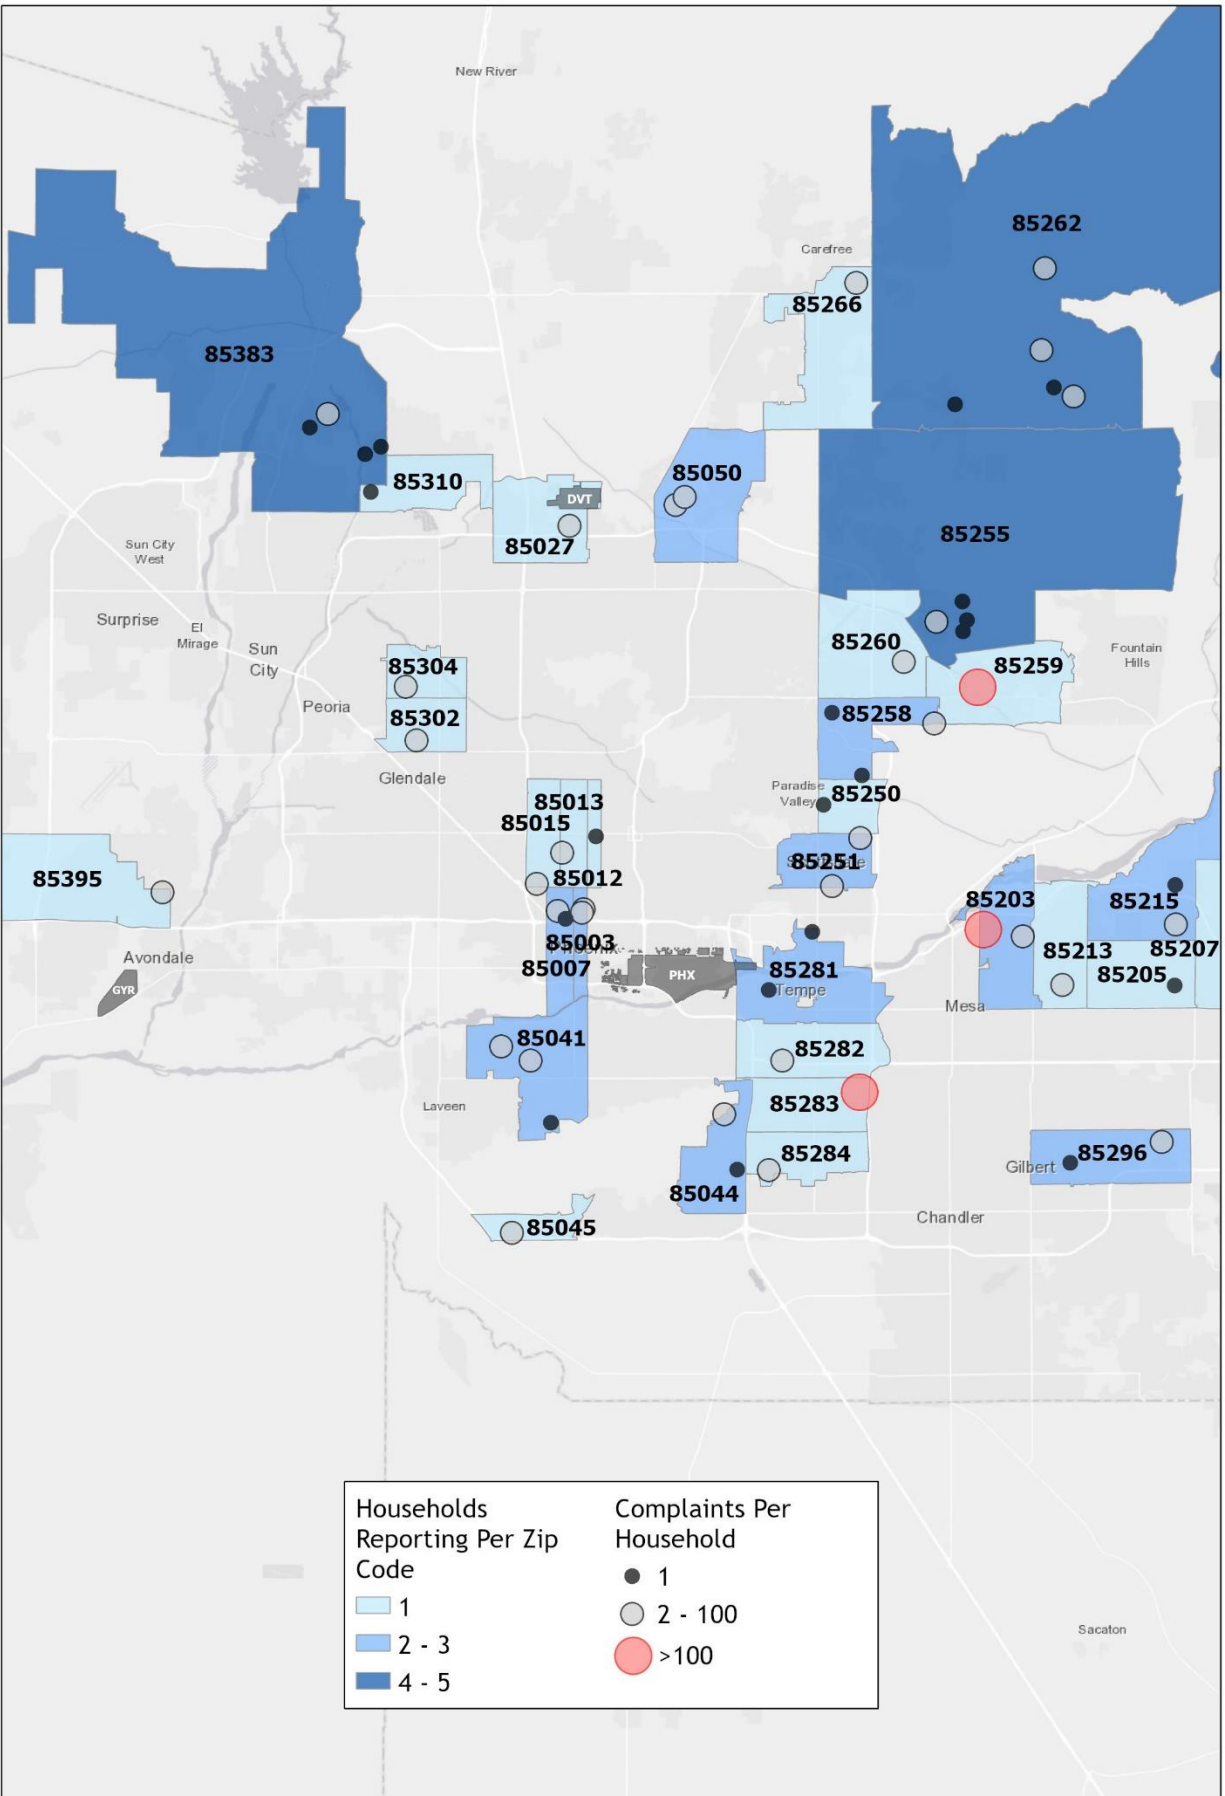 New River
85262
Carefree
85266
85383
85050
85310
DVT
85027
85255
Sun City
West
Surprise
El
Mirage
Sun
City
85260
Fountain
Hills
85259
85304
Peoria
85302
85258
Glendale
Paradise
Valley
85250
85013
85015
85251
85395
85012
85203
85215
85003
85213
85207
Avondale
85007
PHX
85281
85205
GYR
Tempe
Mesa
85041
85282
Laveen
85283
85284
85296
Gilbert
85044
85045
Chandler
Households
Reporting Per Zip
Code
1
2 - 3
4 - 5
Complaints Per
Household
1
2 - 100
>100
Sacaton